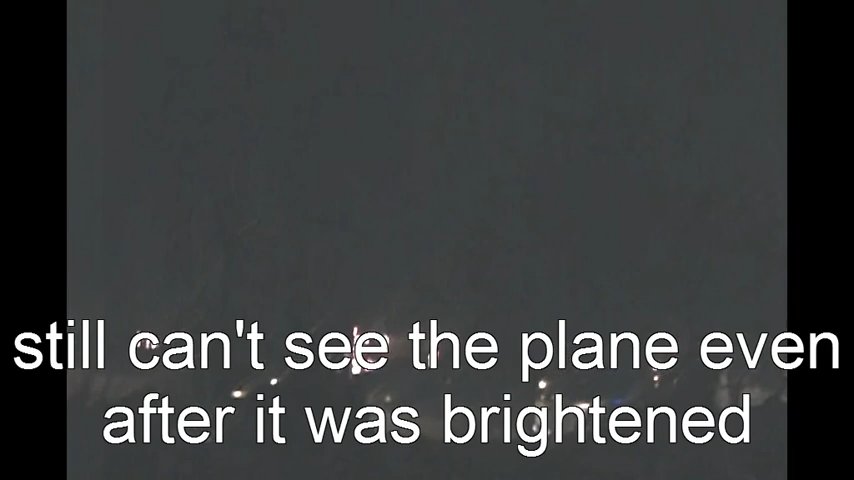 still can't see the plane even
after it was brightened